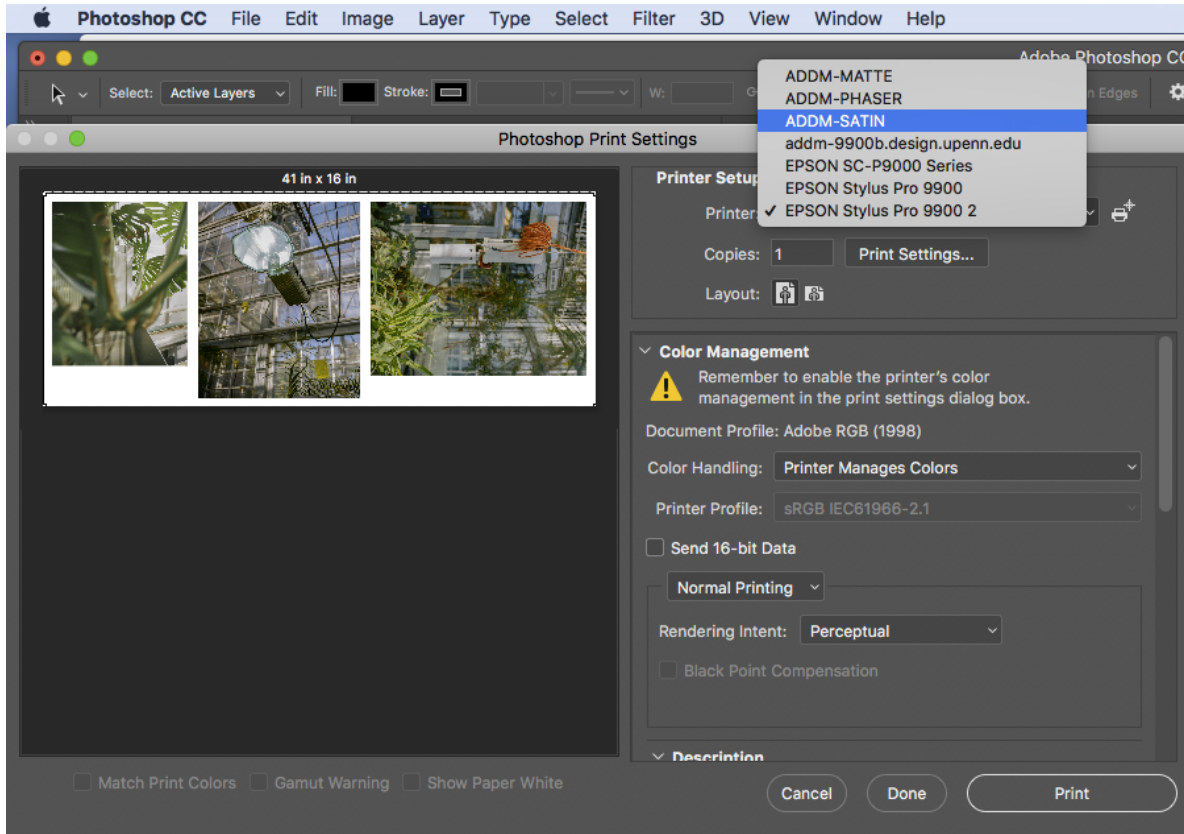 Photoshop CC File Edit Image Layer Type Select Filter 3D View Window Help
Adobe Photoshop CC
Select: Active Layers Fill: Stroke: W: Edges
ADDM-MATTE
ADDM-PHASER
ADDM-SATIN
addm-9900b.design.upenn.edu
EPSON SC-P9000 Series
EPSON Stylus Pro 9900
✓ EPSON Stylus Pro 9900 2
Photoshop Print Settings
41 in x 16 in
Printer Setup
Printer
Copies: 1 Print Settings...
Layout:
Color Management
Remember to enable the printer's color
management in the print settings dialog box.
Document Profile: Adobe RGB (1998)
Color Handling: Printer Manages Colors
Printer Profile: sRGB IEC61966-2.1
Send 16-bit Data
Normal Printing
Rendering Intent: Perceptual
Black Point Compensation
Description
Match Print Colors Gamut Warning Show Paper White
Cancel Done Print